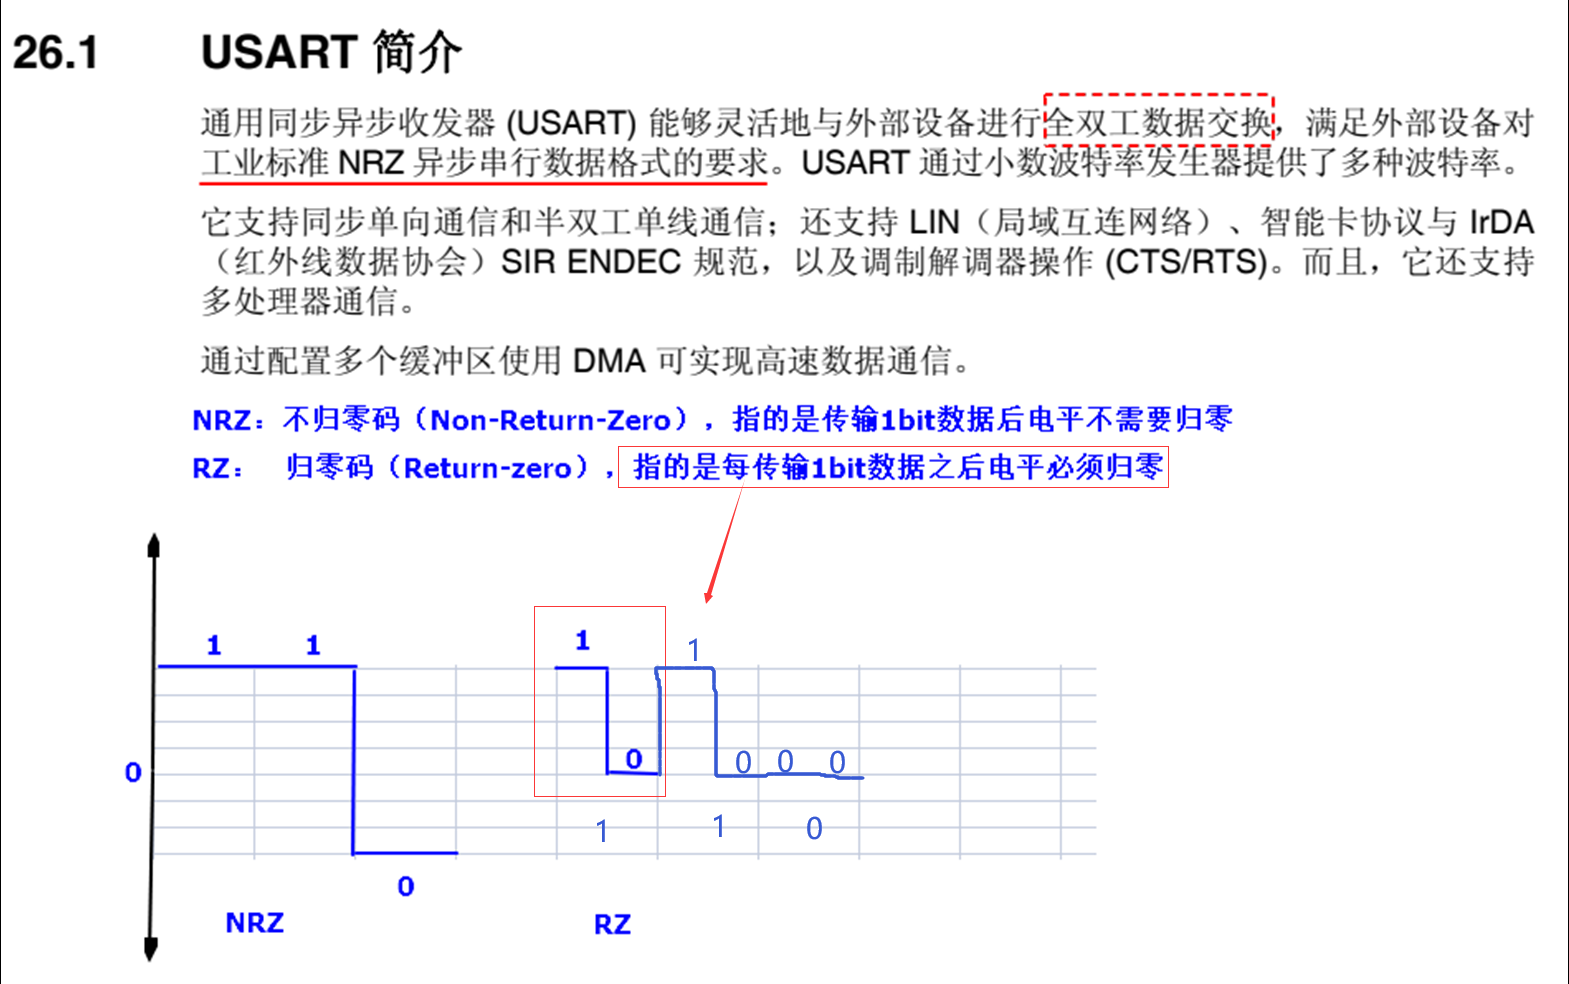 26.1 USART 简介
通用同步异步收发器 (USART) 能够灵活地与外部设备进行全双工数据交换，满足外部设备对
工业标准 NRZ 异步串行数据格式的要求。USART 通过小数波特率发生器提供了多种波特率。
它支持同步单向通信和半双工单线通信；还支持 LIN（局域互连网络）、智能卡协议与 IrDA
（红外线数据协会）SIR ENDEC 规范，以及调制解调器操作 (CTS/RTS)。而且，它还支持
多处理器通信。
通过配置多个缓冲区使用 DMA 可实现高速数据通信。
NRZ：不归零码（Non-Return-Zero），指的是传输1bit数据后电平不需要归零
RZ： 归零码（Return-zero），指的是每传输1bit数据之后电平必须归零
1 1 1 1
0 0 0 0 0
1 1 0
0
NRZ RZ